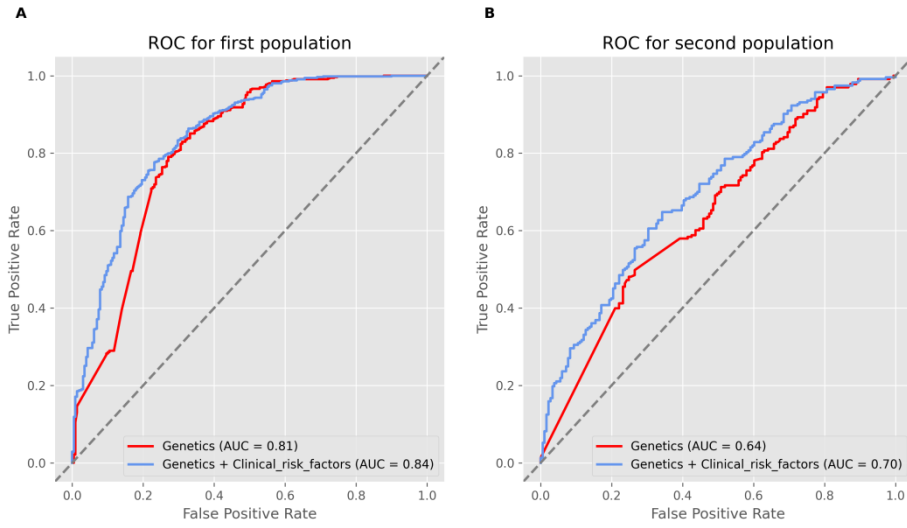 A
ROC for first population
1.0
0.8
0.6
0.4
0.2
0.0
True Positive Rate
0.0 0.2 0.4 0.6 0.8 1.0
False Positive Rate
Genetics (AUC = 0.81)
Genetics + Clinical_risk_factors (AUC = 0.84)
B
ROC for second population
1.0
0.8
0.6
0.4
0.2
0.0
True Positive Rate
0.0 0.2 0.4 0.6 0.8 1.0
False Positive Rate
Genetics (AUC = 0.64)
Genetics + Clinical_risk_factors (AUC = 0.70)